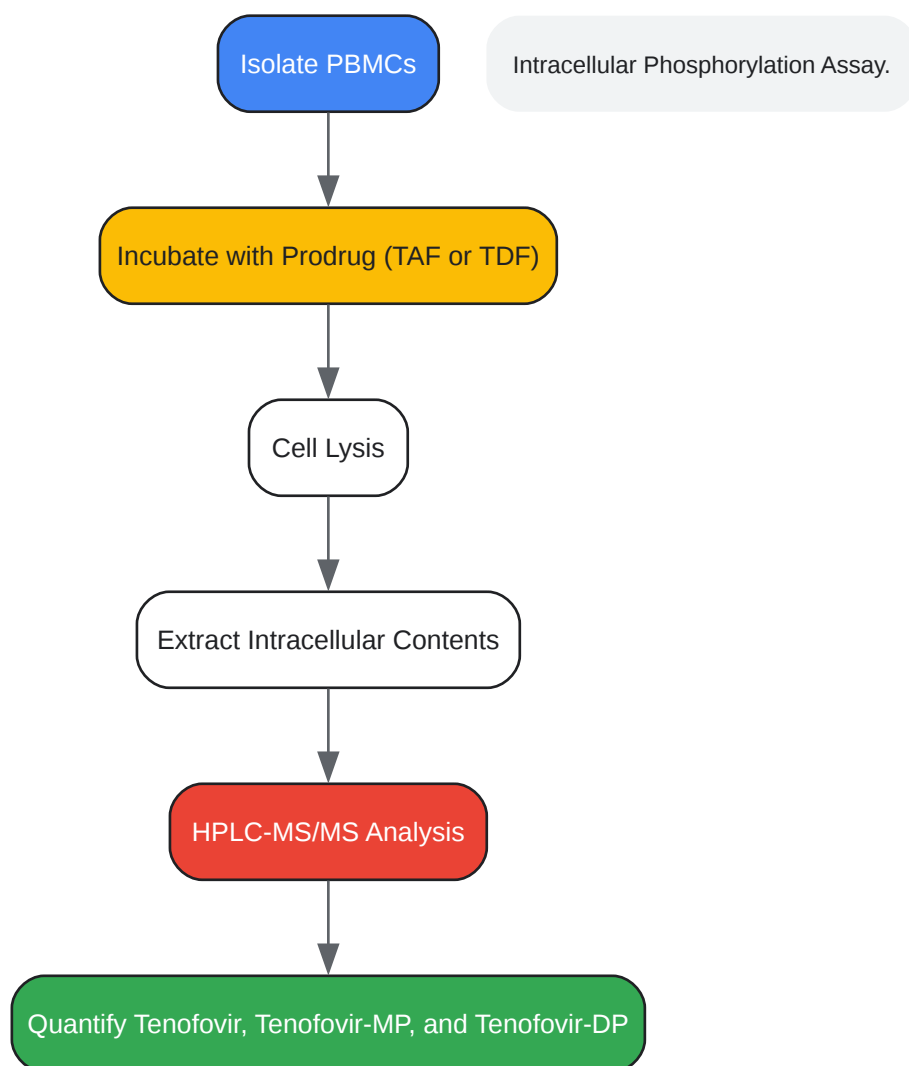 Isolate PBMCs
Intracellular Phosphorylation Assay.
Incubate with Prodrug (TAF or TDF)
Cell Lysis
Extract Intracellular Contents
HPLC-MS/MS Analysis
Quantify Tenofovir, Tenofovir-MP, and Tenofovir-DP